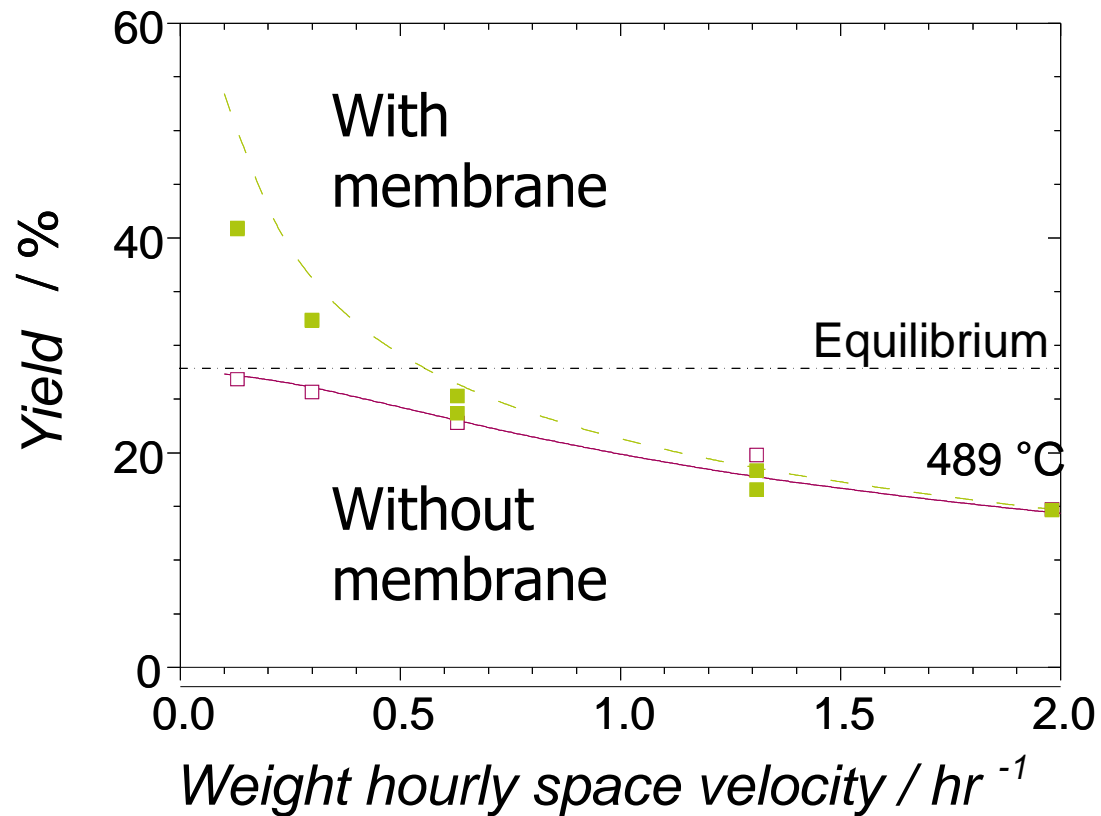 60
With
membrane
40
Equilibrium
20
489 °C
Without
membrane
0
0.0 0.5 1.0 1.5 2.0
Weight hourly space velocity / hr -1
Yield / %